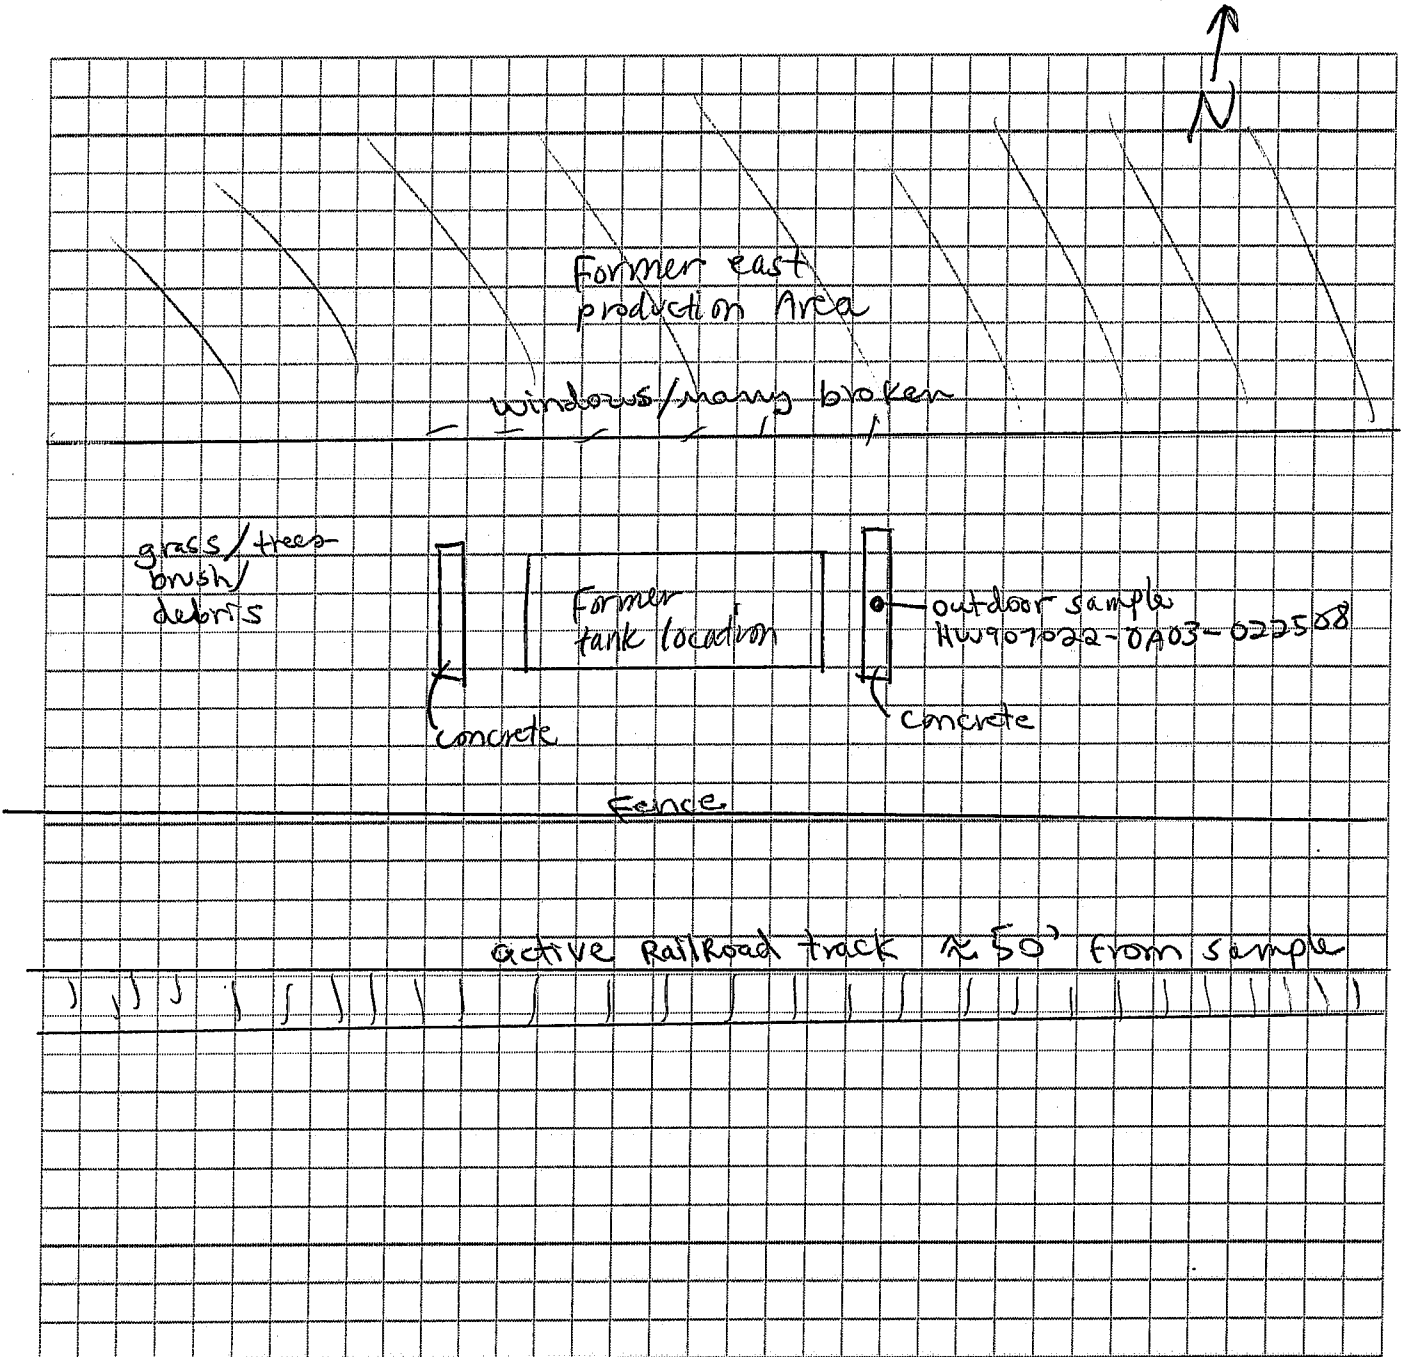 N
Former east
production Area
windows/many broken
grass/trees
brush/
debris
Former
tank location
outdoor sample
HW907022-OA03-022508
concrete
concrete
Fence
active RailRoad track ≈ 50' from sample